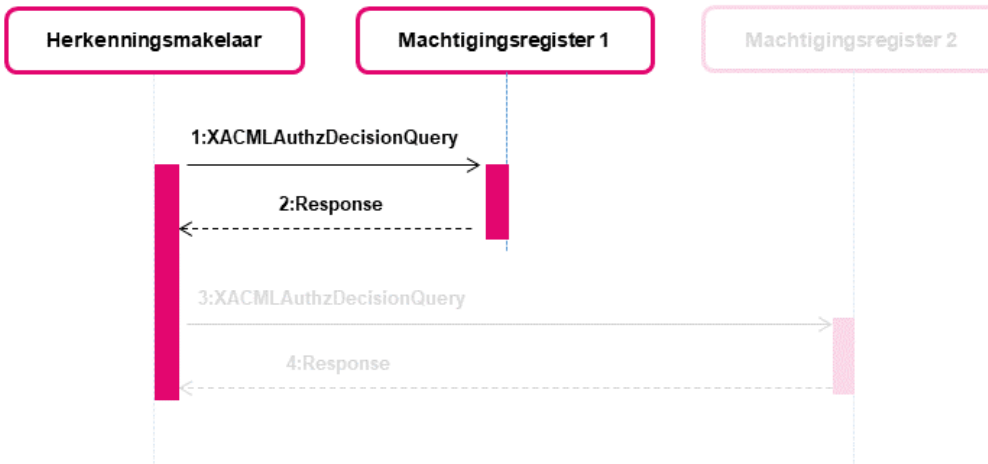 Herkenningsmakelaar
Machtigingsregister 1
Machtigingsregister 2
1:XACMLAuthzDecisionQuery
2:Response
3:XACMLAuthzDecisionQuery
4:Response